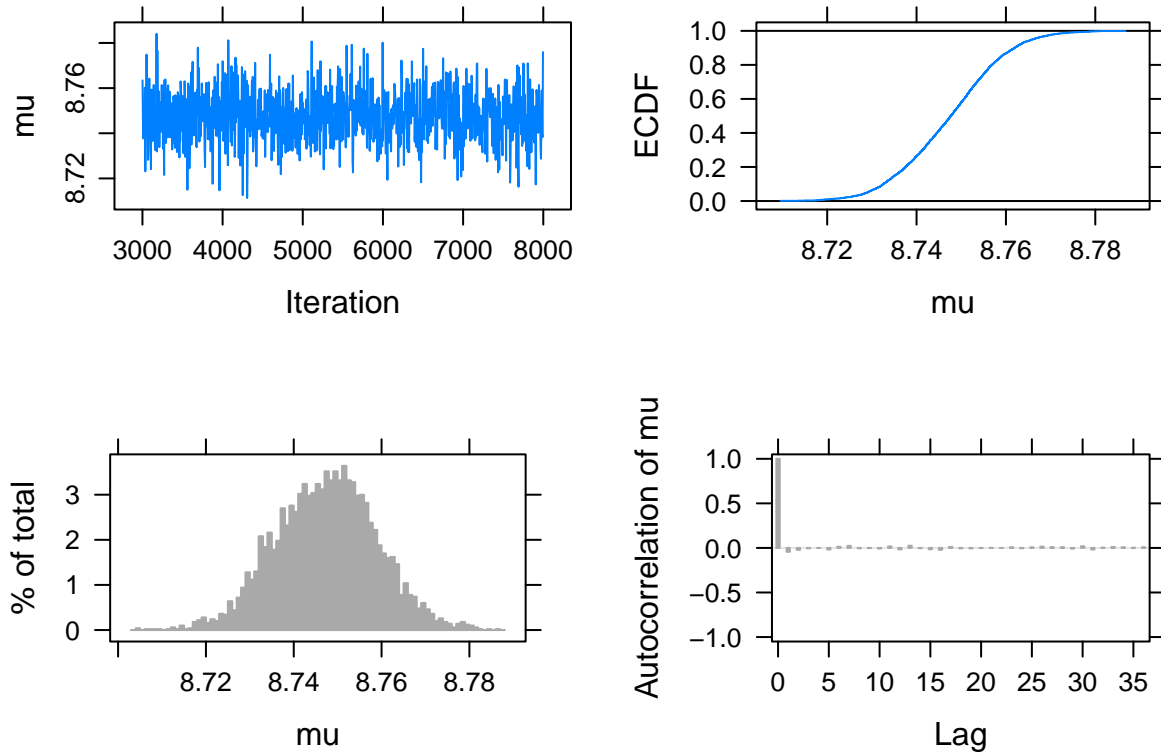 mu
8.72
8.76
3000 4000 5000 6000 7000 8000
Iteration
ECDF
1.0
0.8
0.6
0.4
0.2
0.0
8.72 8.74 8.76 8.78
mu
% of total
3
2
1
0
8.72 8.74 8.76 8.78
mu
Autocorrelation of mu
1.0
0.5
0.0
−0.5
−1.0
0 5 10 15 20 25 30 35
Lag